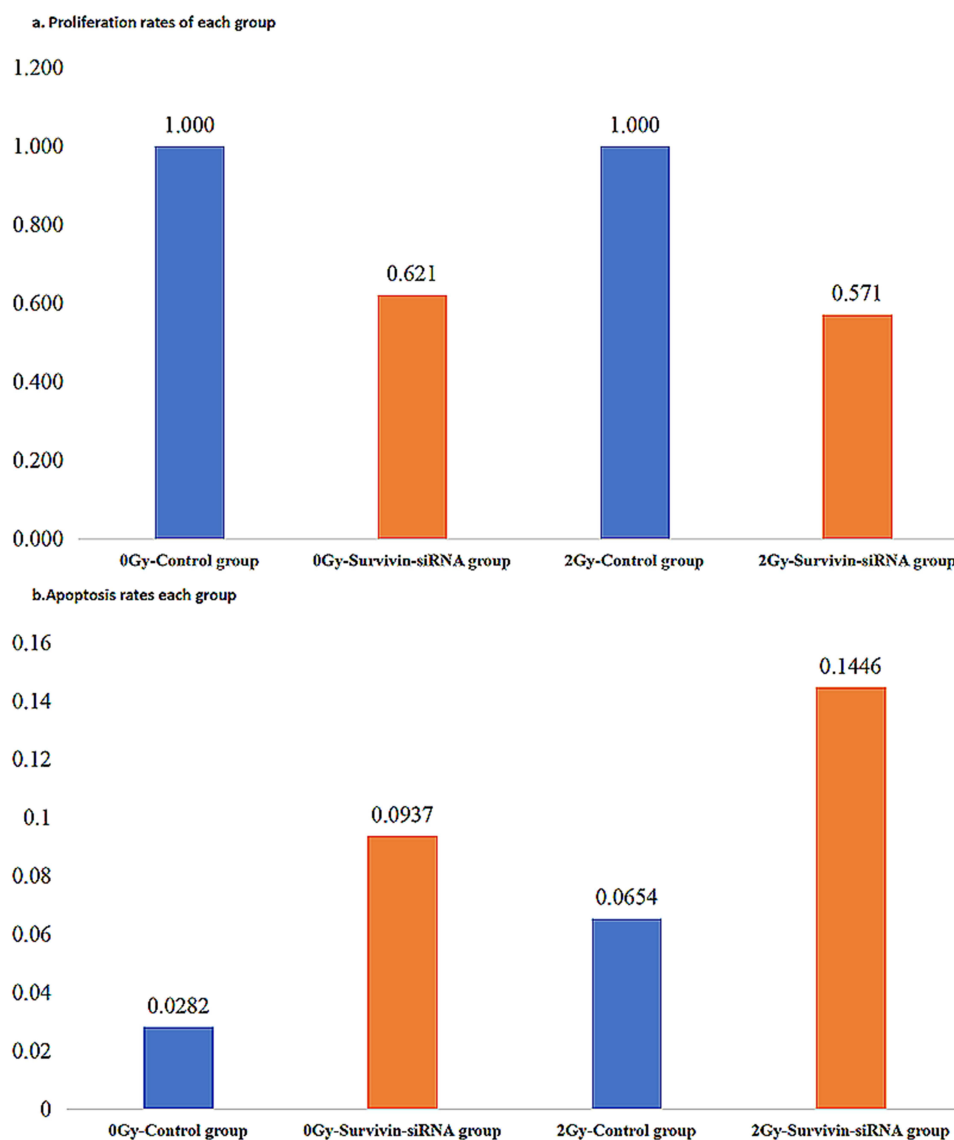 a. Proliferation rates of each group
1.200
1.000
0.800
0.600
0.400
0.200
0.000
1.000
0.621
1.000
0.571
0Gy-Control group
0Gy-Survivin-siRNA group
2Gy-Control group
2Gy-Survivin-siRNA group
b.Apoptosis rates each group
0.16
0.14
0.12
0.1
0.08
0.06
0.04
0.02
0
0.0282
0.0937
0.0654
0.1446
0Gy-Control group
0Gy-Survivin-siRNA group
2Gy-Control group
2Gy-Survivin-siRNA group